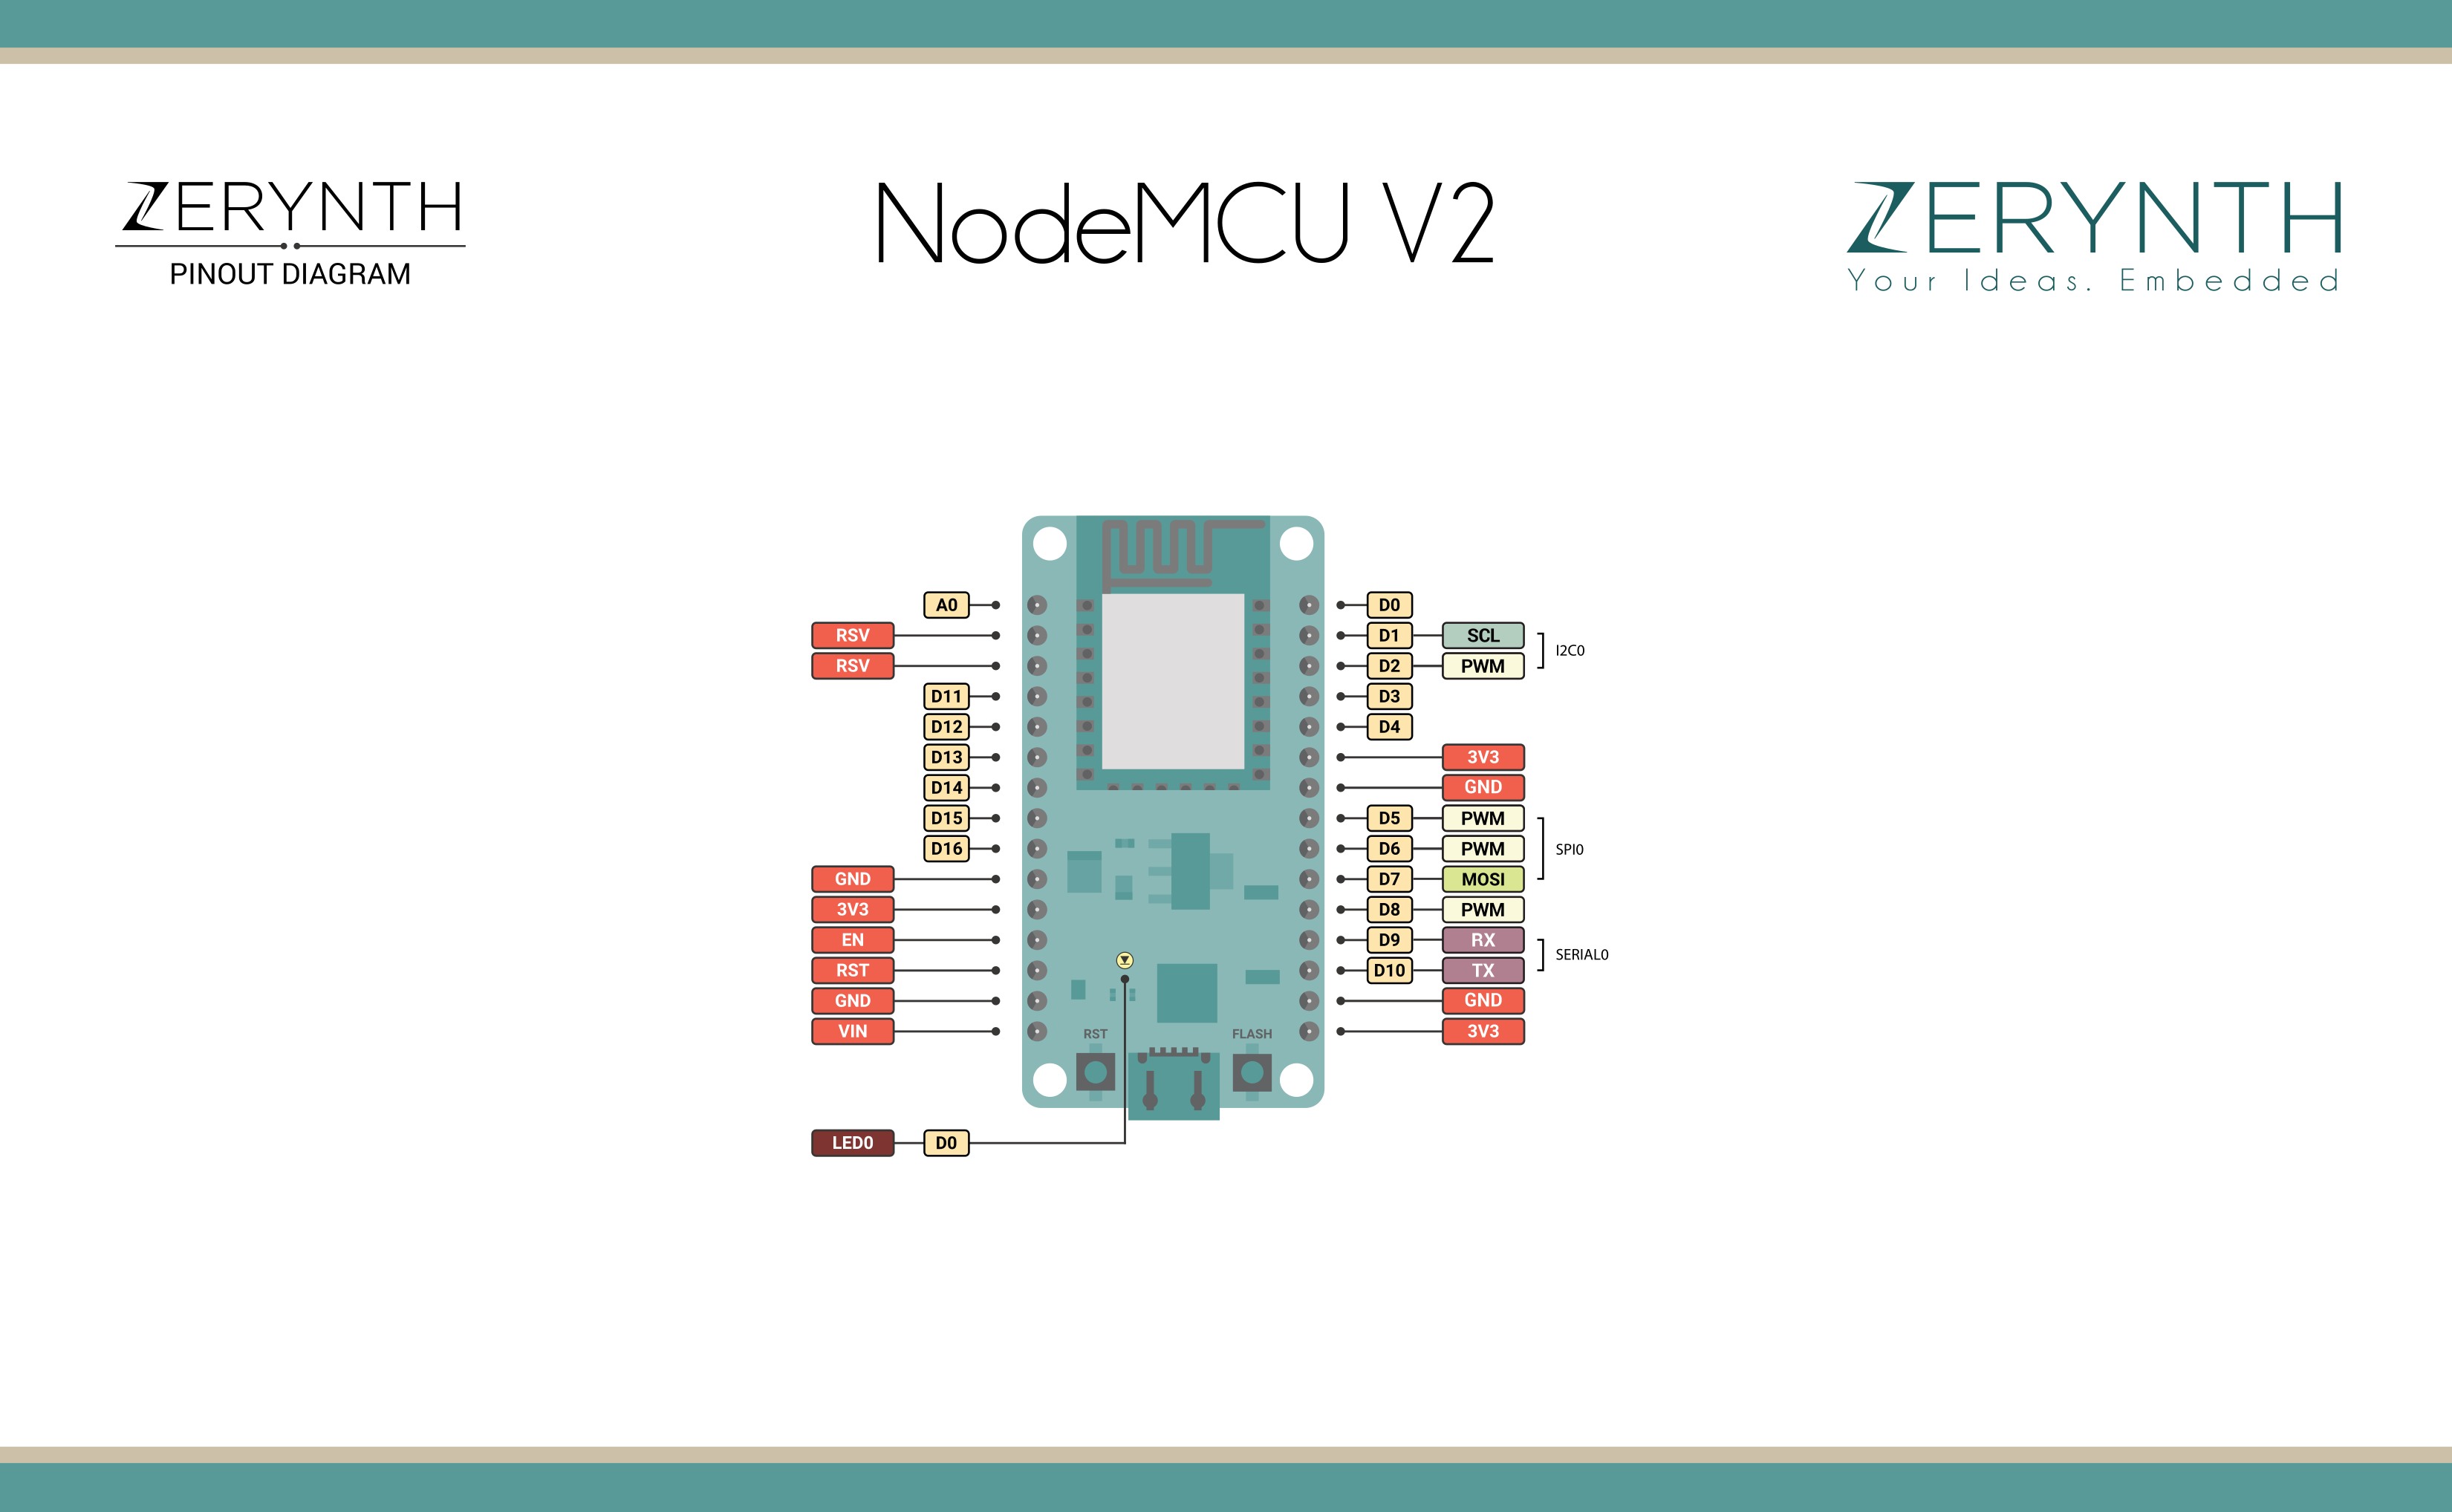 ZERYNTH
PINOUT DIAGRAM
NodeMCU V2
ZERYNTH
Your Ideas. Embedded
A0
RSV
RSV
D11
D12
D13
D14
D15
D16
GND
3V3
EN
RST
GND
VIN
D0
D1 SCL
D2 PWM
I2C0
D3
D4
3V3
GND
D5 PWM
D6 PWM
D7 MOSI
SPI0
D8 PWM
D9 RX
D10 TX
SERIAL0
GND
3V3
RST
FLASH
LED0 D0